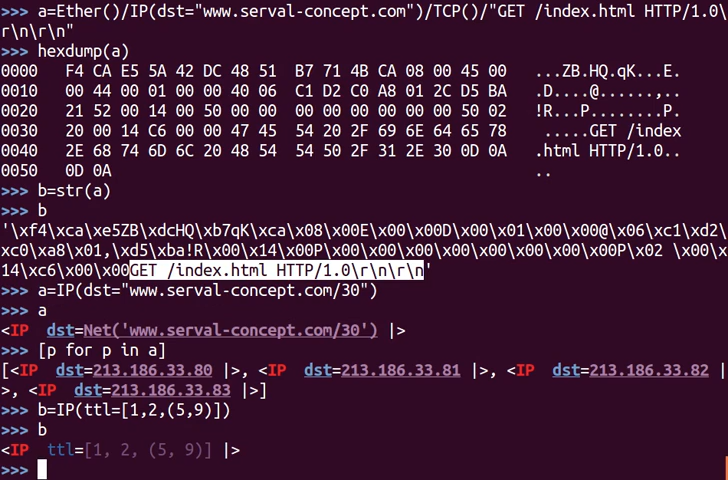 >>> a=Ether()/IP(dst="www.serval-concept.com")/TCP()/"GET /index.html HTTP/1.0\
r\n\r\n"
>>> hexdump(a)
0000   F4 CA E5 5A 42 DC 48 51  B7 71 4B CA 08 00 45 00   ...ZB.HQ.qK...E.
0010   00 44 00 01 00 00 40 06  C1 D2 C0 A8 01 2C D5 BA   .D....@......,..
0020   21 52 00 14 00 50 00 00  00 00 00 00 00 00 50 02   !R...P........P.
0030   20 00 14 C6 00 00 47 45  54 20 2F 69 6E 64 65 78    .....GET /index
0040   2E 68 74 6D 6C 20 48 54  54 50 2F 31 2E 30 0D 0A   .html HTTP/1.0..
0050   0D 0A                                              ..
>>> b=str(a)
>>> b
'\xf4\xca\xe5ZB\xdcHQ\xb7qK\xca\x08\x00E\x00\x00D\x00\x01\x00\x00@\x06\xc1\xd2\
xc0\xa8\x01,\xd5\xba!R\x00\x14\x00P\x00\x00\x00\x00\x00\x00\x00\x00P\x02 \x00\x
14\xc6\x00\x00GET /index.html HTTP/1.0\r\n\r\n'
>>> a=IP(dst="www.serval-concept.com/30")
>>> a
<IP  dst=Net('www.serval-concept.com/30') |>
>>> [p for p in a]
[<IP  dst=213.186.33.80 |>, <IP  dst=213.186.33.81 |>, <IP  dst=213.186.33.82 |
>, <IP  dst=213.186.33.83 |>]
>>> b=IP(ttl=[1,2,(5,9)])
>>> b
<IP  ttl=[1, 2, (5, 9)] |>
>>>